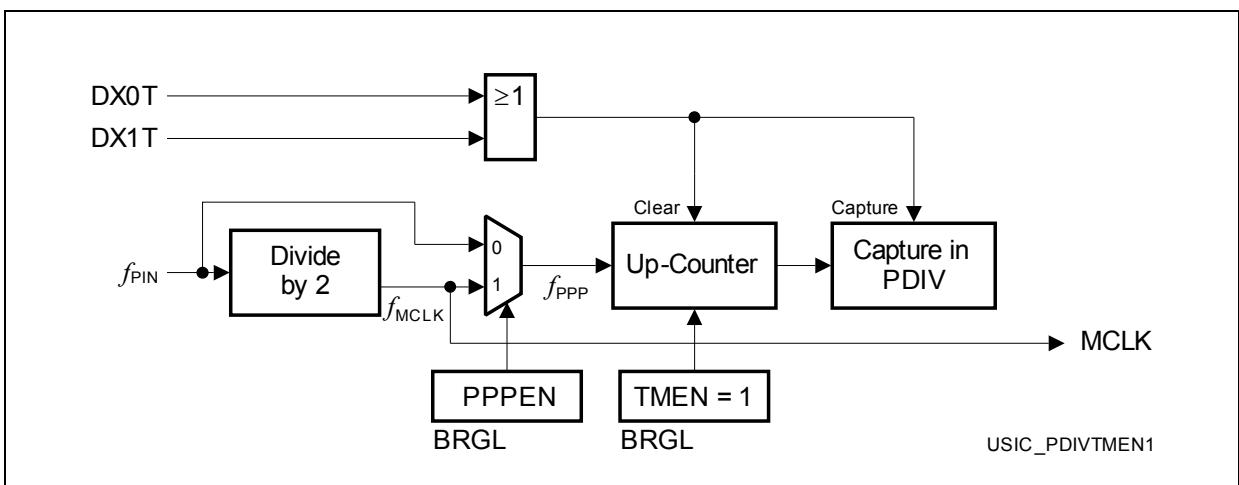 DX0T
DX1T
≥1
Clear
Capture
fPIN
Divide
by 2
fMCLK
0
1
fPPP
Up-Counter
Capture in
PDIV
MCLK
PPPEN
BRGL
TMEN = 1
BRGL
USIC_PDIVTMEN1